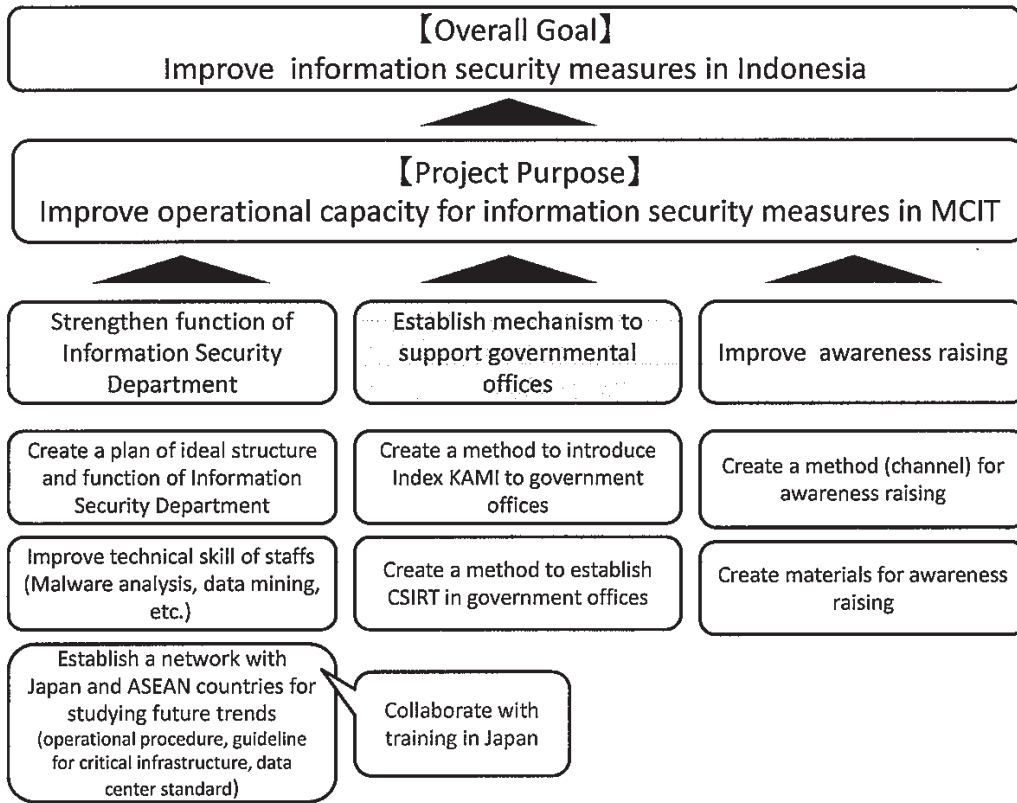 【Overall Goal】
Improve information security measures in Indonesia
【Project Purpose】
Improve operational capacity for information security measures in MCIT
Strengthen function of
Information Security
Department
Establish mechanism to
support governmental
offices
Improve awareness raising
Create a plan of ideal structure
and function of Information
Security Department
Create a method to introduce
Index KAMI to government
offices
Create a method (channel) for
awareness raising
Improve technical skill of staffs
(Malware analysis, data mining,
etc.)
Create a method to establish
CSIRT in government offices
Create materials for awareness
raising
Establish a network with
Japan and ASEAN countries for
studying future trends
(operational procedure, guideline
for critical infrastructure, data
center standard)
Collaborate with
training in Japan